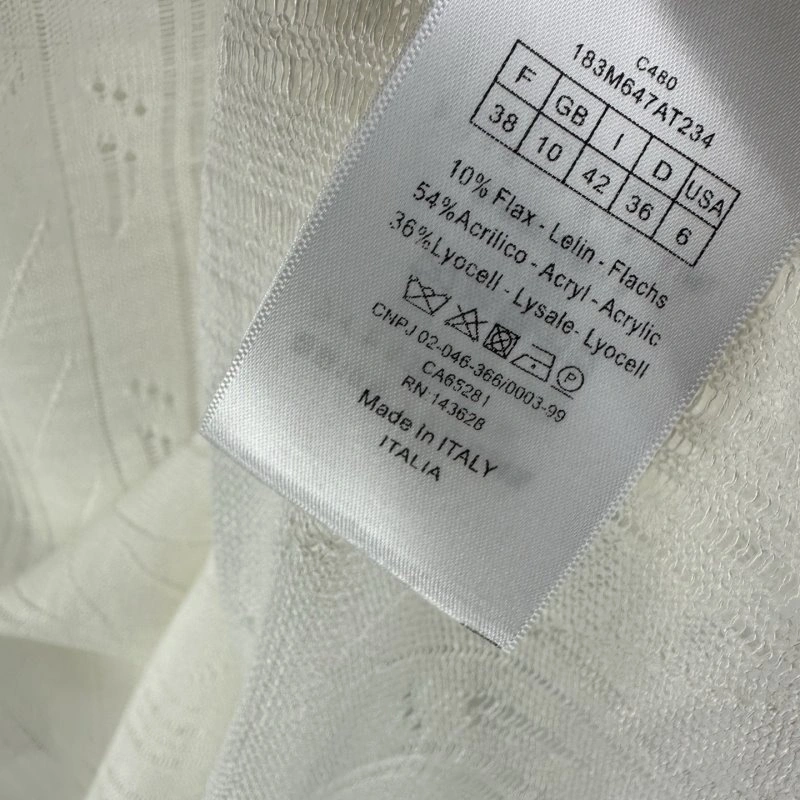 C480
183M647AT234
F GB I D USA
38 10 42 36 6
10% Flax - Lelin - Flachs
54%Acrilico - Acryl - Acrylic
36%Lyocell - Lysale- Lyocell
P
CNPJ 02-046-366/0003-99
CA65281
RN:143628
Made in ITALY
ITALIA